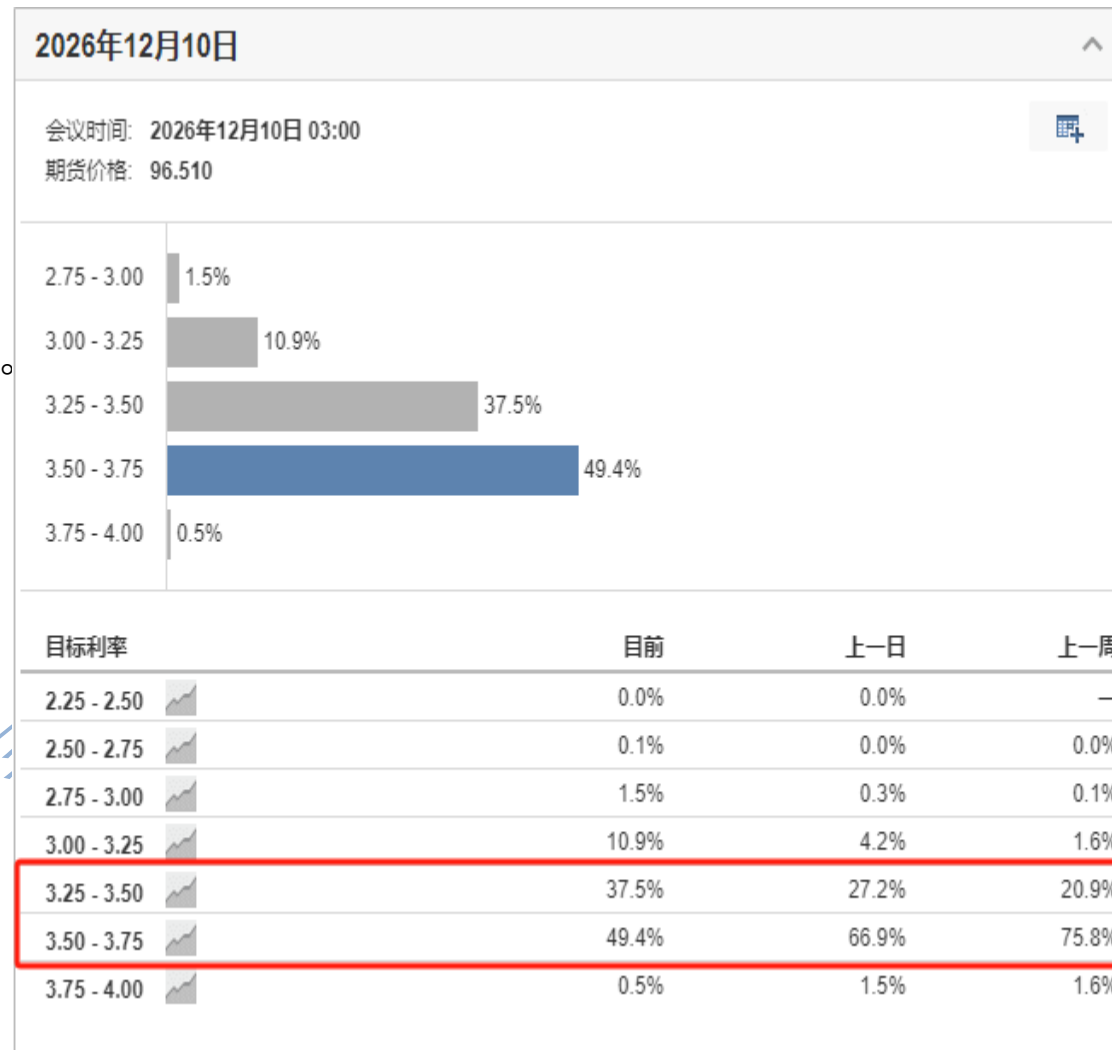 2026年12月10日
会议时间: 2026年12月10日 03:00
期货价格: 96.510
2.75 - 3.00 1.5%
3.00 - 3.25 10.9%
3.25 - 3.50 37.5%
3.50 - 3.75 49.4%
3.75 - 4.00 0.5%
目标利率 目前 上一日 上一周
2.25 - 2.50 0.0% 0.0% —
2.50 - 2.75 0.1% 0.0% 0.0%
2.75 - 3.00 1.5% 0.3% 0.1%
3.00 - 3.25 10.9% 4.2% 1.6%
3.25 - 3.50 37.5% 27.2% 20.9%
3.50 - 3.75 49.4% 66.9% 75.8%
3.75 - 4.00 0.5% 1.5% 1.6%